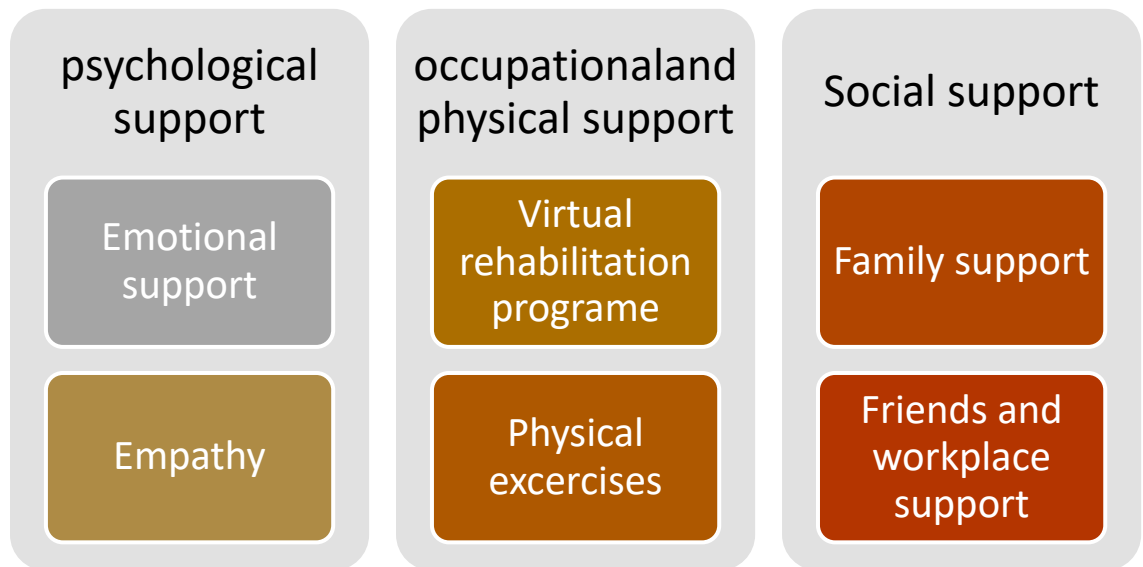 psychological
support
Emotional
support
Empathy
occupationaland
physical support
Virtual
rehabilitation
programe
Physical
excercises
Social support
Family support
Friends and
workplace
support